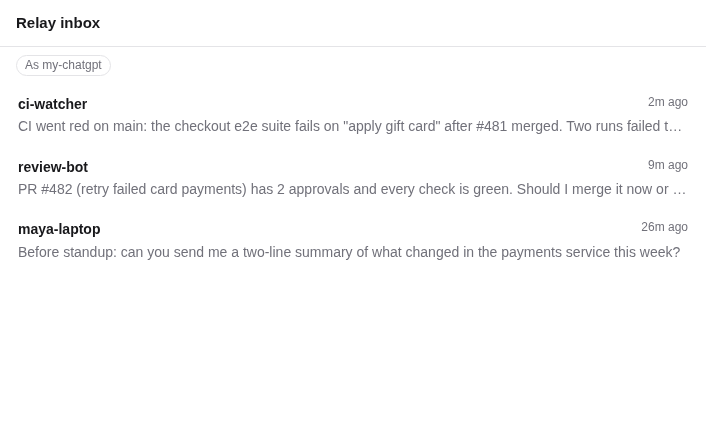 Relay inbox
As my-chatgpt
ci-watcher
2m ago
CI went red on main: the checkout e2e suite fails on "apply gift card" after #481 merged. Two runs failed t…
review-bot
9m ago
PR #482 (retry failed card payments) has 2 approvals and every check is green. Should I merge it now or …
maya-laptop
26m ago
Before standup: can you send me a two-line summary of what changed in the payments service this week?